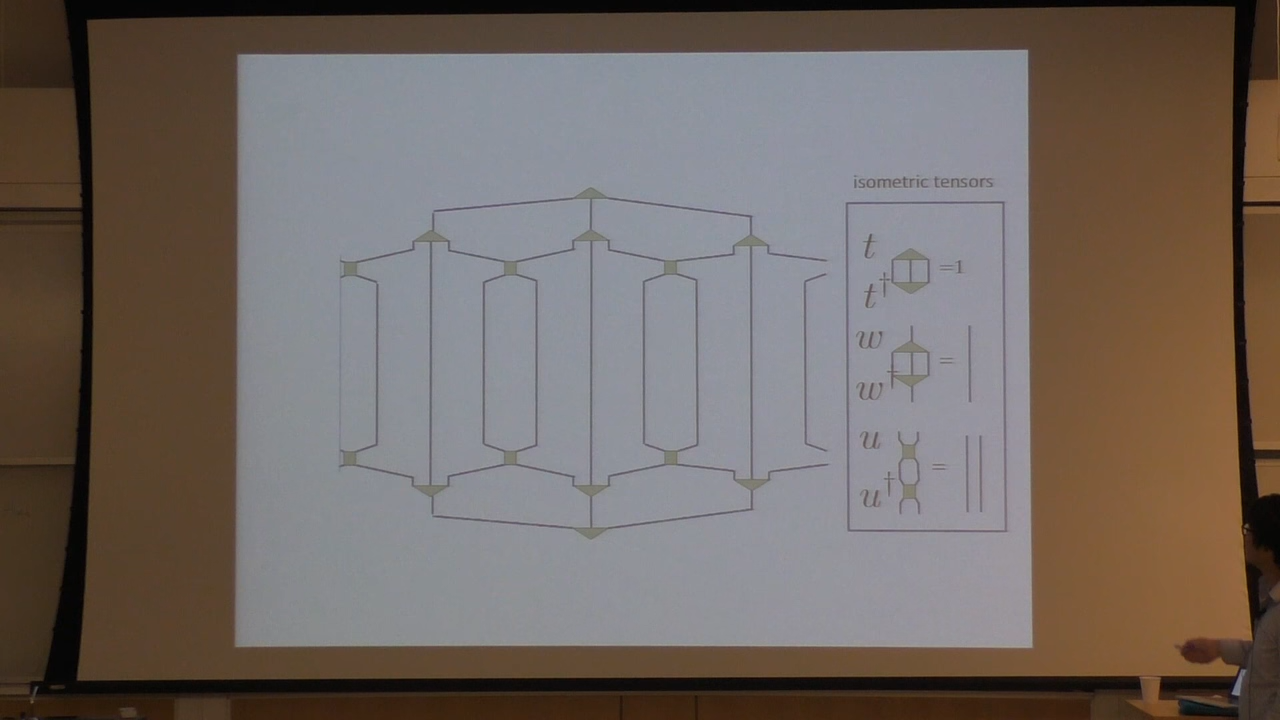 isometric tensors
t
t† =1
w
w† =
u
u† =